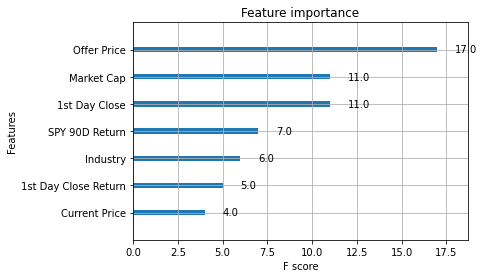 Feature importance
Offer Price 17.0
Market Cap 11.0
1st Day Close 11.0
SPY 90D Return 7.0
Industry 6.0
1st Day Close Return 5.0
Current Price 4.0
Features
0.0 2.5 5.0 7.5 10.0 12.5 15.0 17.5
F score